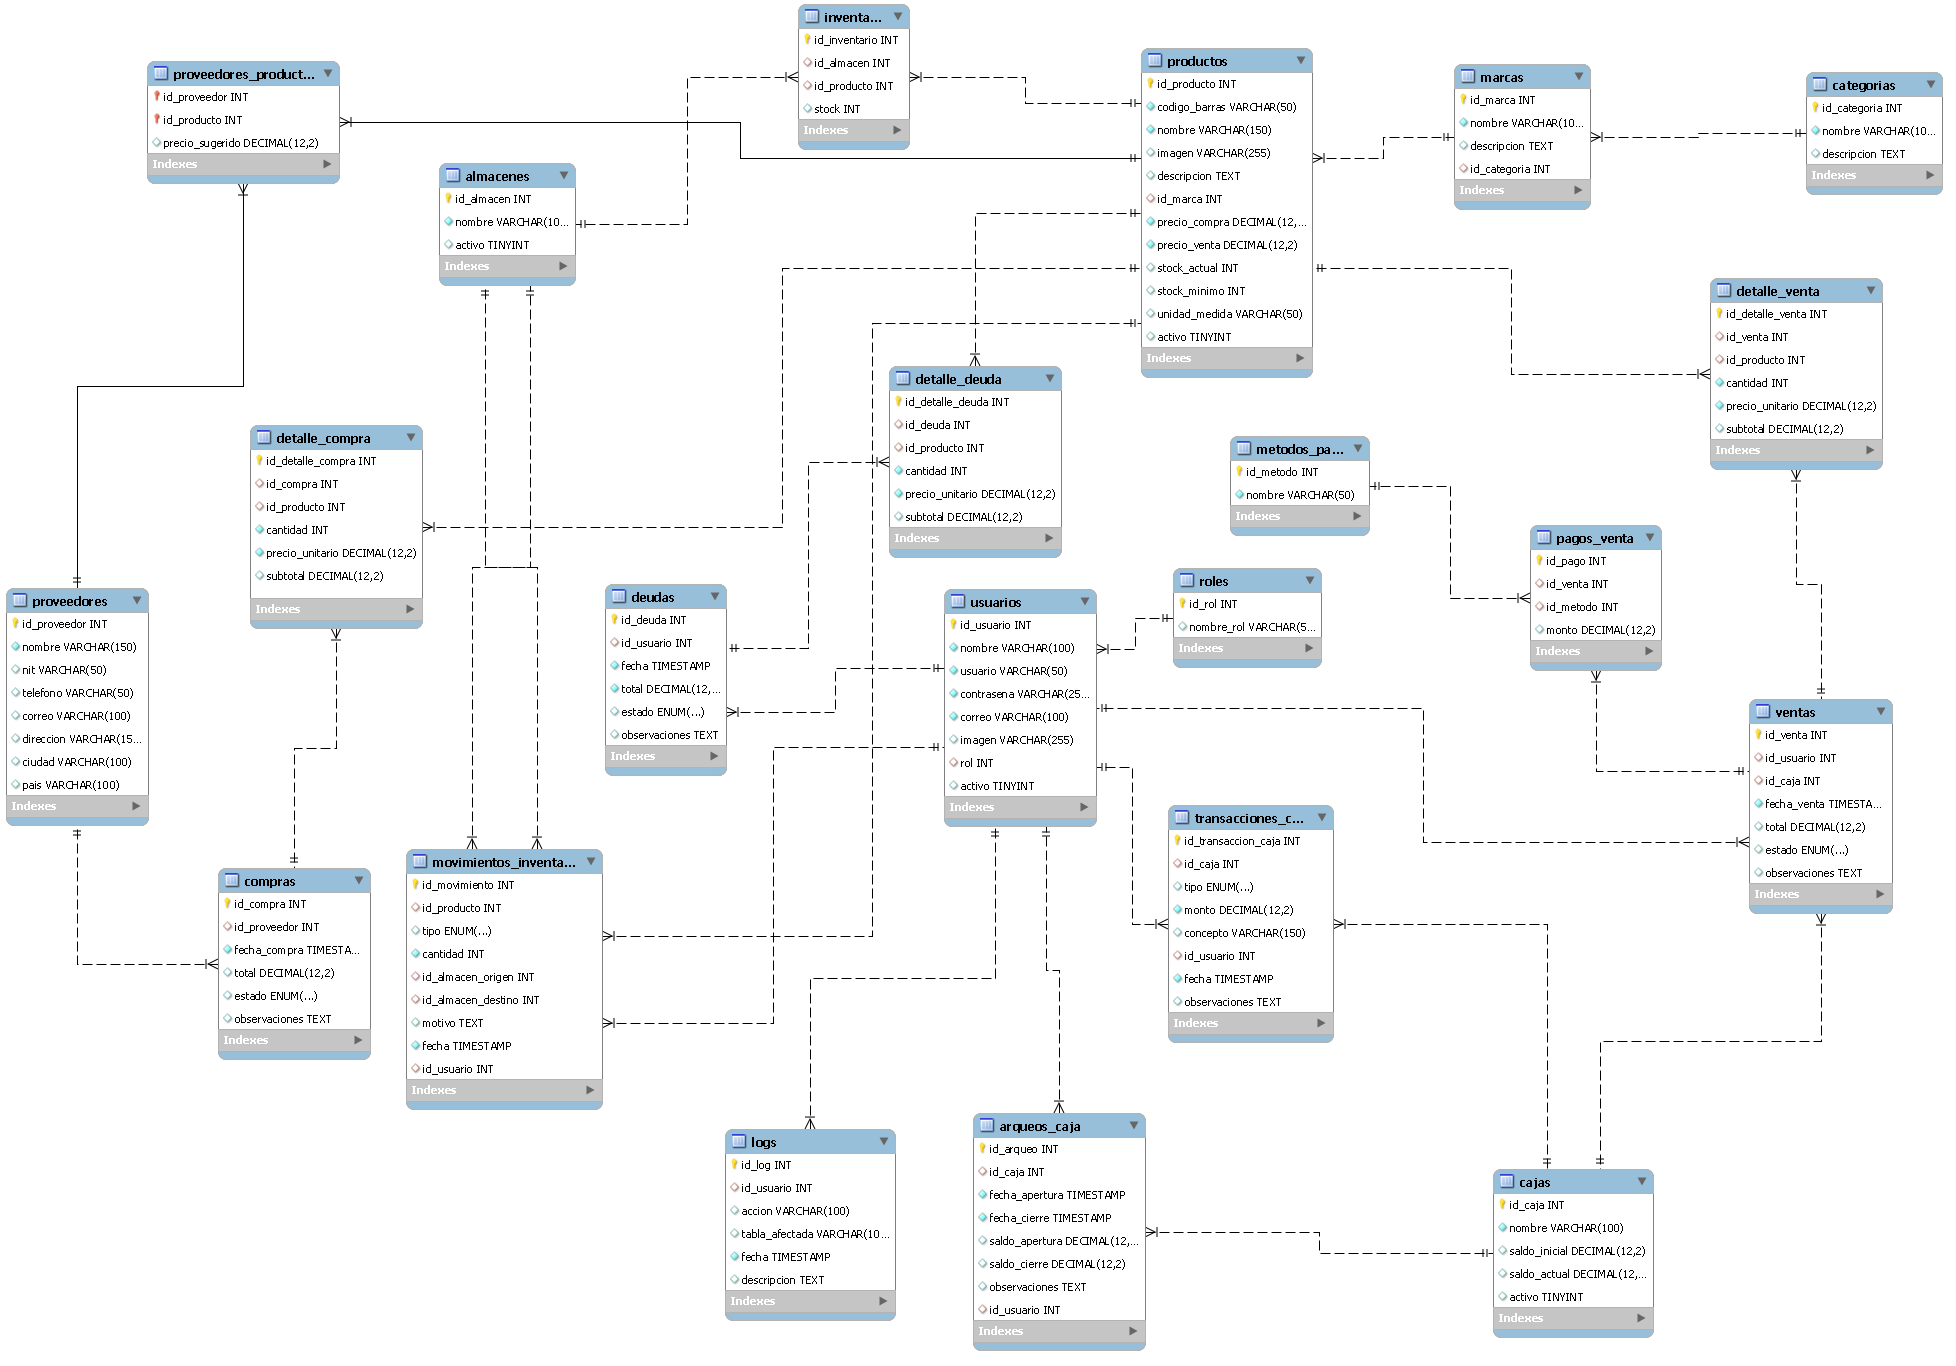 inventa...
id_inventario INT
id_almacen INT
id_producto INT
stock INT
Indexes
proveedores_product...
id_proveedor INT
id_producto INT
precio_sugerido DECIMAL(12,2)
Indexes
productos
id_producto INT
codigo_barras VARCHAR(50)
nombre VARCHAR(150)
imagen VARCHAR(255)
descripcion TEXT
id_marca INT
precio_compra DECIMAL(12,...
precio_venta DECIMAL(12,2)
stock_actual INT
stock_minimo INT
unidad_medida VARCHAR(50)
activo TINYINT
Indexes
marcas
id_marca INT
nombre VARCHAR(10...
descripcion TEXT
id_categoria INT
Indexes
categorias
id_categoria INT
nombre VARCHAR(10...
descripcion TEXT
Indexes
almacenes
id_almacen INT
nombre VARCHAR(10...
activo TINYINT
Indexes
detalle_venta
id_detalle_venta INT
id_venta INT
id_producto INT
cantidad INT
precio_unitario DECIMAL(12,2)
subtotal DECIMAL(12,2)
Indexes
detalle_deuda
id_detalle_deuda INT
id_deuda INT
id_producto INT
cantidad INT
precio_unitario DECIMAL(12,2)
subtotal DECIMAL(12,2)
Indexes
detalle_compra
id_detalle_compra INT
id_compra INT
id_producto INT
cantidad INT
precio_unitario DECIMAL(12,2)
subtotal DECIMAL(12,2)
Indexes
metodos_pa...
id_metodo INT
nombre VARCHAR(50)
Indexes
pagos_venta
id_pago INT
id_venta INT
id_metodo INT
monto DECIMAL(12,2)
Indexes
proveedores
id_proveedor INT
nombre VARCHAR(150)
nit VARCHAR(50)
telefono VARCHAR(50)
correo VARCHAR(100)
direccion VARCHAR(15...
ciudad VARCHAR(100)
pais VARCHAR(100)
Indexes
deudas
id_deuda INT
id_usuario INT
fecha TIMESTAMP
total DECIMAL(12,...
estado ENUM(...)
observaciones TEXT
Indexes
usuarios
id_usuario INT
nombre VARCHAR(100)
usuario VARCHAR(50)
contrasena VARCHAR(25...
correo VARCHAR(100)
imagen VARCHAR(255)
rol INT
activo TINYINT
Indexes
roles
id_rol INT
nombre_rol VARCHAR(5...
Indexes
ventas
id_venta INT
id_usuario INT
id_caja INT
fecha_venta TIMESTA...
total DECIMAL(12,2)
estado ENUM(...)
observaciones TEXT
Indexes
transacciones_c...
id_transaccion_caja INT
id_caja INT
tipo ENUM(...)
monto DECIMAL(12,2)
concepto VARCHAR(150)
id_usuario INT
fecha TIMESTAMP
observaciones TEXT
Indexes
compras
id_compra INT
id_proveedor INT
fecha_compra TIMESTA...
total DECIMAL(12,2)
estado ENUM(...)
observaciones TEXT
Indexes
movimientos_inventa...
id_movimiento INT
id_producto INT
tipo ENUM(...)
cantidad INT
id_almacen_origen INT
id_almacen_destino INT
motivo TEXT
fecha TIMESTAMP
id_usuario INT
Indexes
logs
id_log INT
id_usuario INT
accion VARCHAR(100)
tabla_afectada VARCHAR(10...
fecha TIMESTAMP
descripcion TEXT
Indexes
arqueos_caja
id_arqueo INT
id_caja INT
fecha_apertura TIMESTAMP
fecha_cierre TIMESTAMP
saldo_apertura DECIMAL(12,...
saldo_cierre DECIMAL(12,2)
observaciones TEXT
id_usuario INT
Indexes
cajas
id_caja INT
nombre VARCHAR(100)
saldo_inicial DECIMAL(12,2)
saldo_actual DECIMAL(12,...
activo TINYINT
Indexes